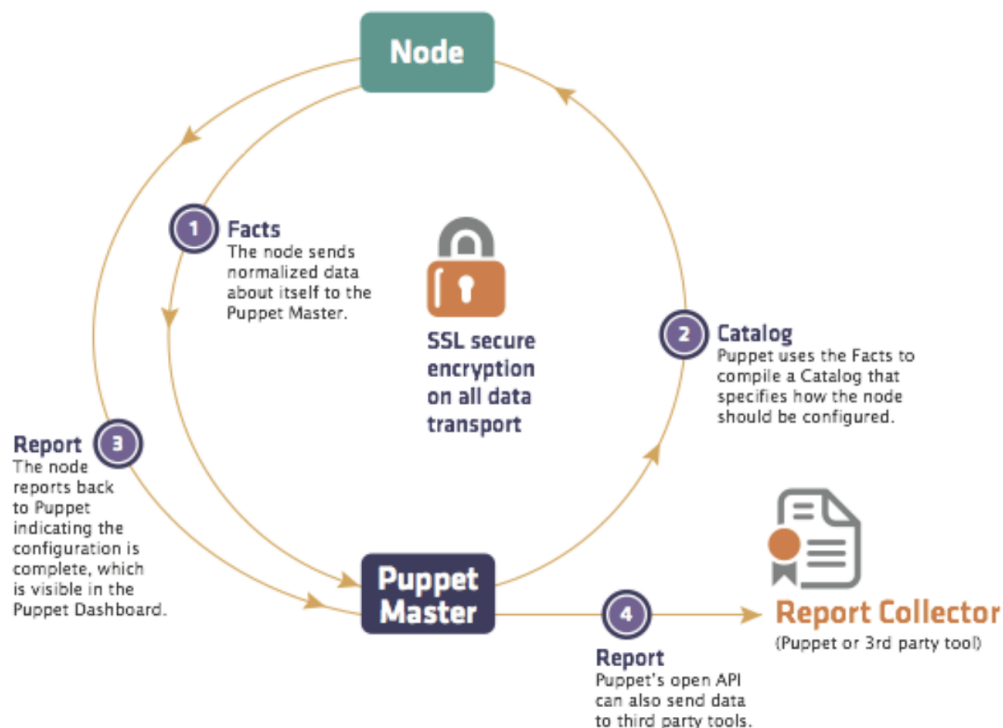 Node
1
Facts
The node sends
normalized data
about itself to the
Puppet Master.
SSL secure
encryption
on all data
transport
2
Catalog
Puppet uses the Facts to
compile a Catalog that
specifies how the node
should be configured.
Report
3
The node
reports back
to Puppet
indicating the
configuration is
complete, which
is visible in the
Puppet Dashboard.
Puppet
Master
4
Report
Puppet's open API
can also send data
to third party tools.
Report Collector
(Puppet or 3rd party tool)